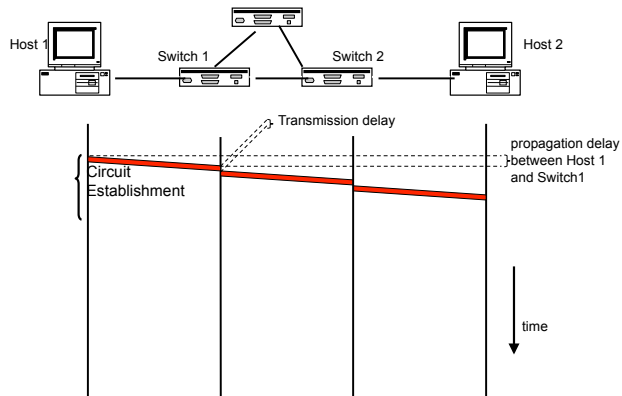 Host 1
Switch 1
Switch 2
Host 2
Transmission delay
propagation delay
between Host 1
and Switch1
Circuit
Establishment
time